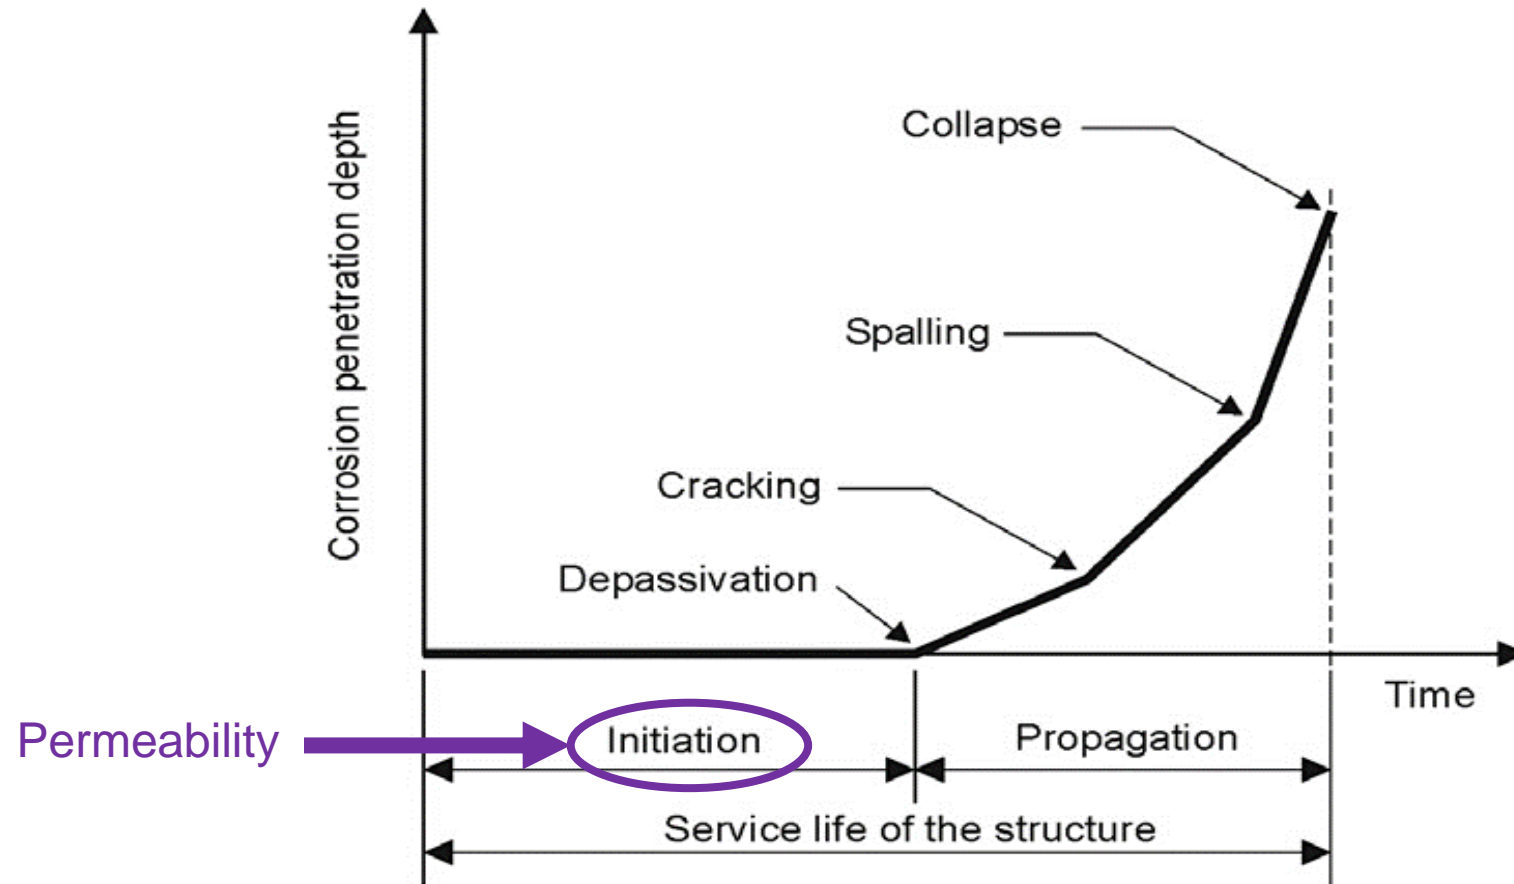 Corrosion penetration depth
Collapse
Spalling
Cracking
Depassivation
Time
Permeability
Initiation
Propagation
Service life of the structure